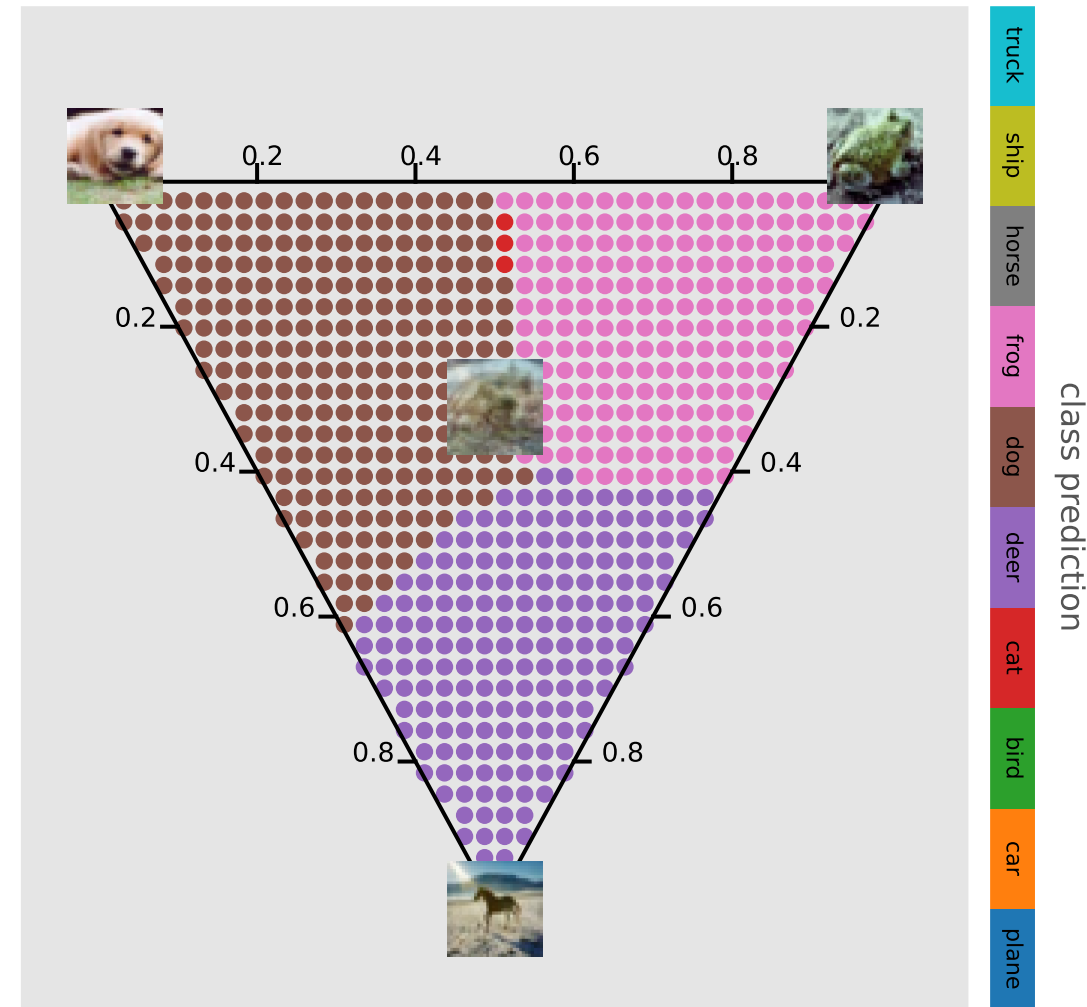 0.2 0.4 0.6 0.8
0.2 0.2
0.4 0.4
0.6 0.6
0.8 0.8
truck
ship
horse
frog
dog
deer
cat
bird
car
plane
class prediction